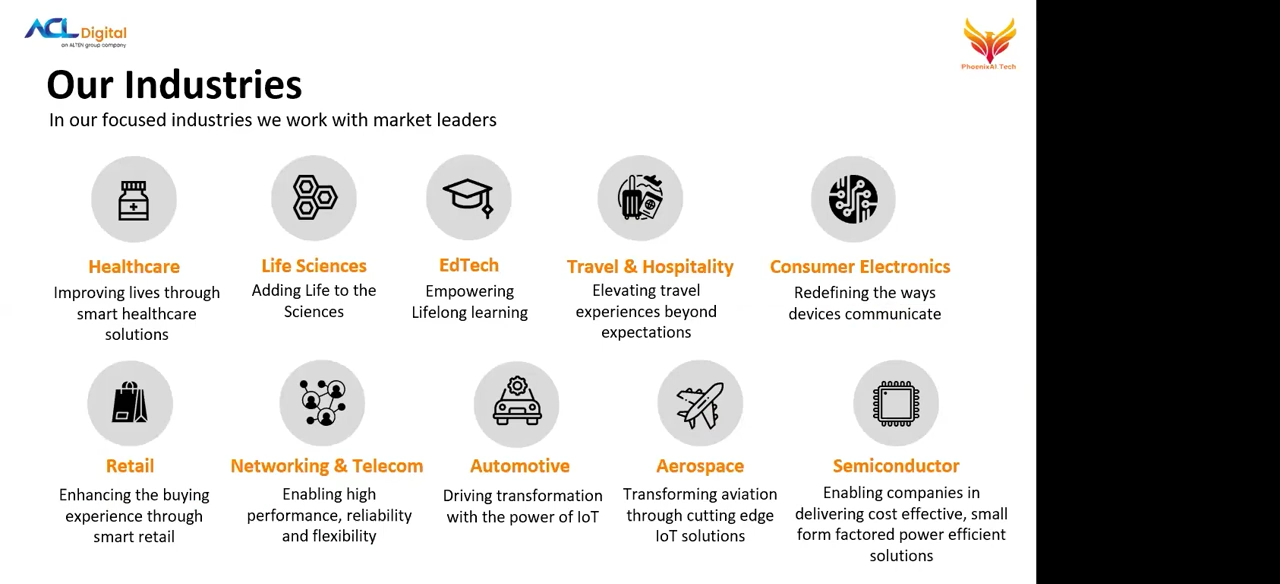 ACL Digital
an ALTEN group company
PhoenixAI Tech
Our Industries
In our focused industries we work with market leaders
Healthcare
Improving lives through
smart healthcare
solutions
Life Sciences
Adding Life to the
Sciences
EdTech
Empowering
Lifelong learning
Travel & Hospitality
Elevating travel
experiences beyond
expectations
Consumer Electronics
Redefining the ways
devices communicate
Retail
Enhancing the buying
experience through
smart retail
Networking & Telecom
Enabling high
performance, reliability
and flexibility
Automotive
Driving transformation
with the power of IoT
Aerospace
Transforming aviation
through cutting edge
IoT solutions
Semiconductor
Enabling companies in
delivering cost effective, small
form factored power efficient
solutions